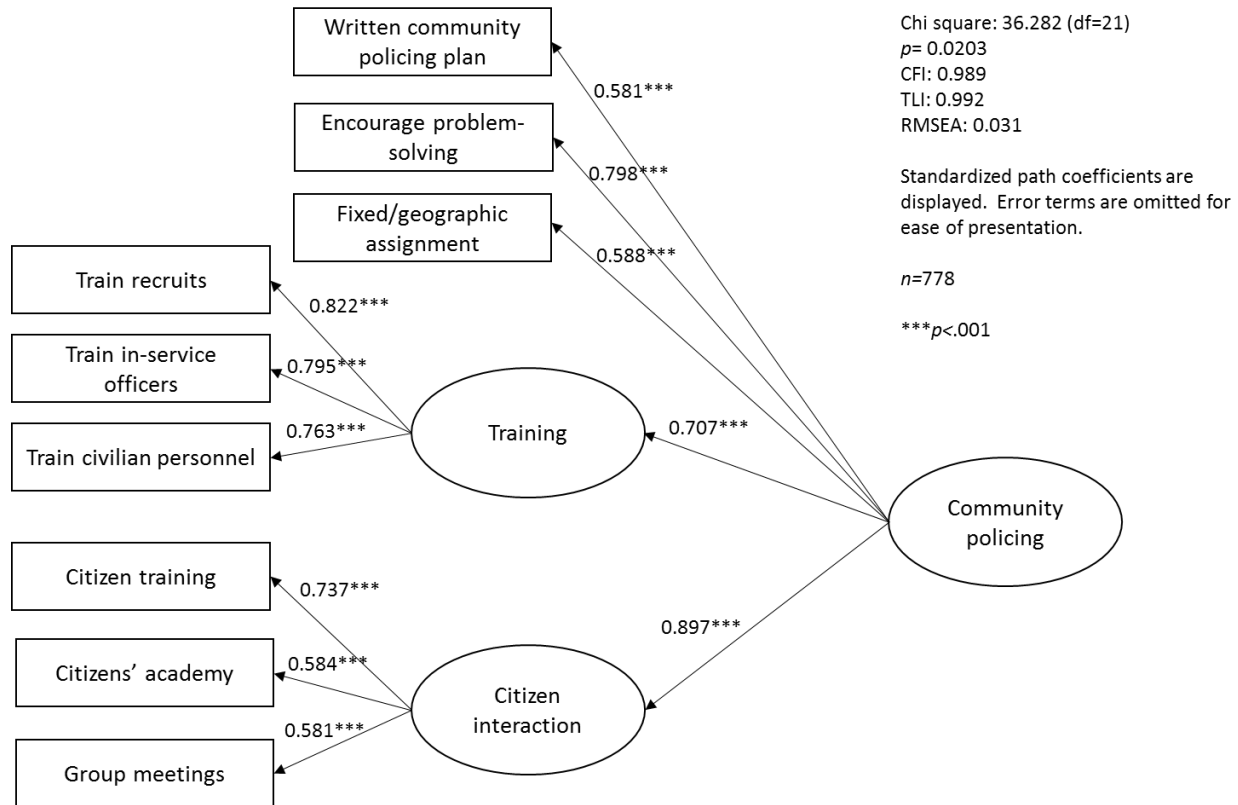 Written community
policing plan
Chi square: 36.282 (df=21)
p= 0.0203
CFI: 0.989
TLI: 0.992
RMSEA: 0.031
0.581***
Encourage problem-
solving
0.798***
Standardized path coefficients are
displayed.  Error terms are omitted for
ease of presentation.
Fixed/geographic
assignment
0.588***
n=778
***p<.001
Train recruits
0.822***
Train in-service
officers
0.795***
Train civilian personnel
0.763***
Training
0.707***
Community
policing
Citizen training
0.737***
0.897***
Citizens’ academy
0.584***
Citizen
interaction
0.581***
Group meetings